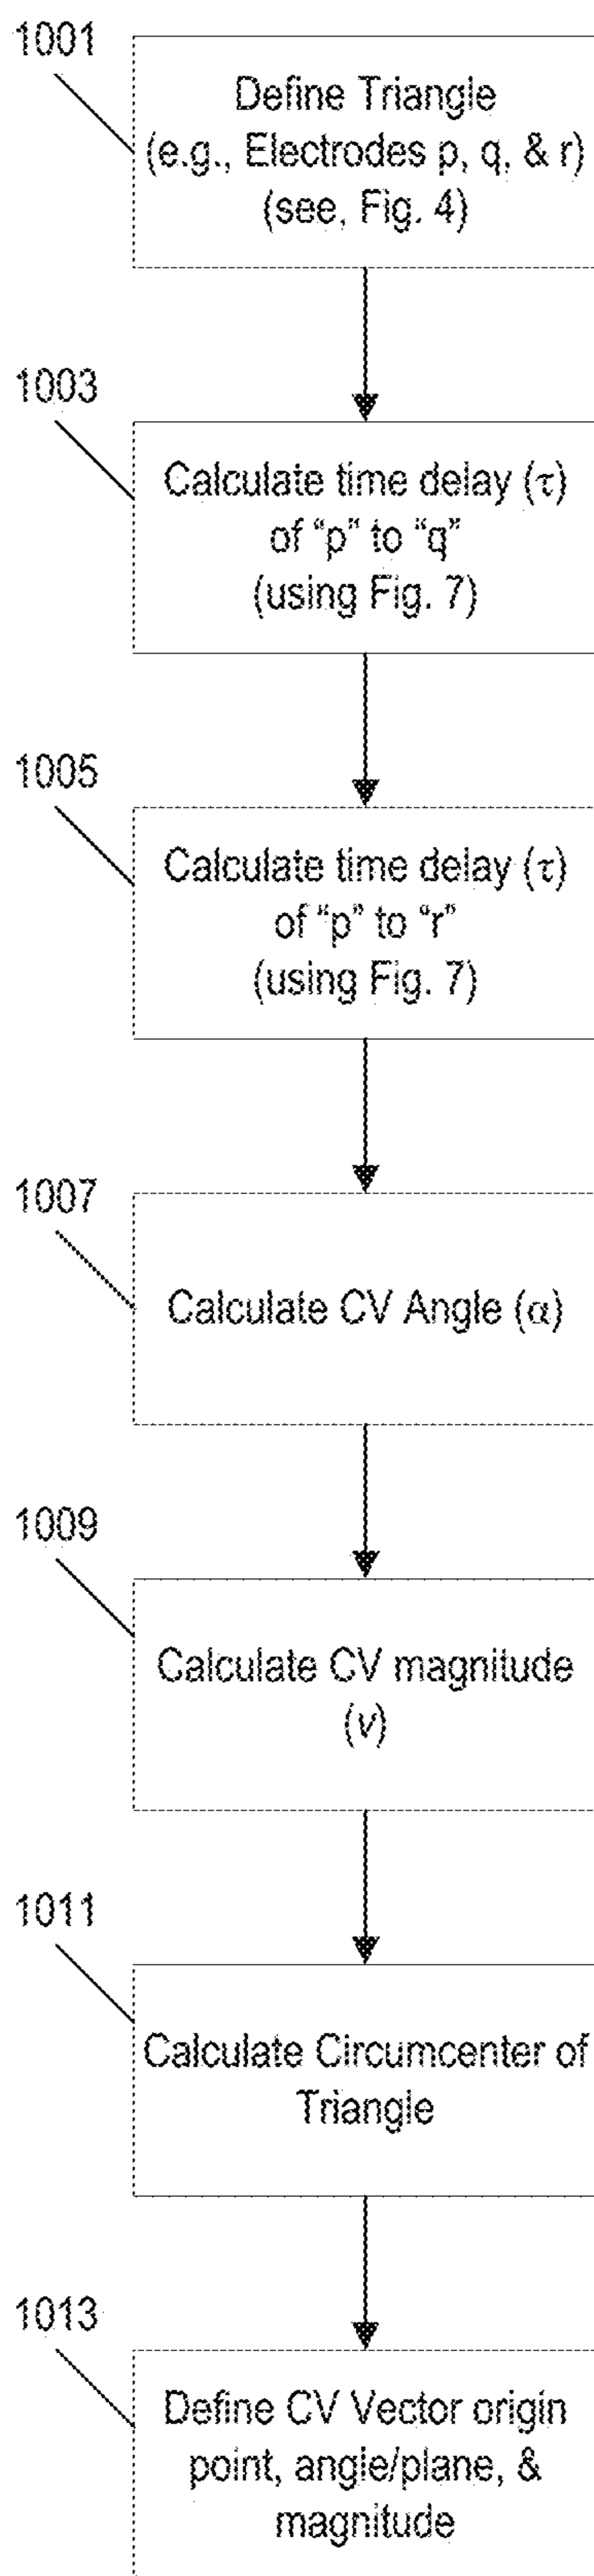 1001
Define Triangle
(e.g., Electrodes p, q, & r)
(see, Fig. 4)
1003
Calculate time delay (τ)
of “p” to “q”
(using Fig. 7)
1005
Calculate time delay (τ)
of “p” to “r”
(using Fig. 7)
1007
Calculate CV Angle (α)
1009
Calculate CV magnitude
(v)
1011
Calculate Circumcenter of
Triangle
1013
Define CV Vector origin
point, angle/plane, &
magnitude